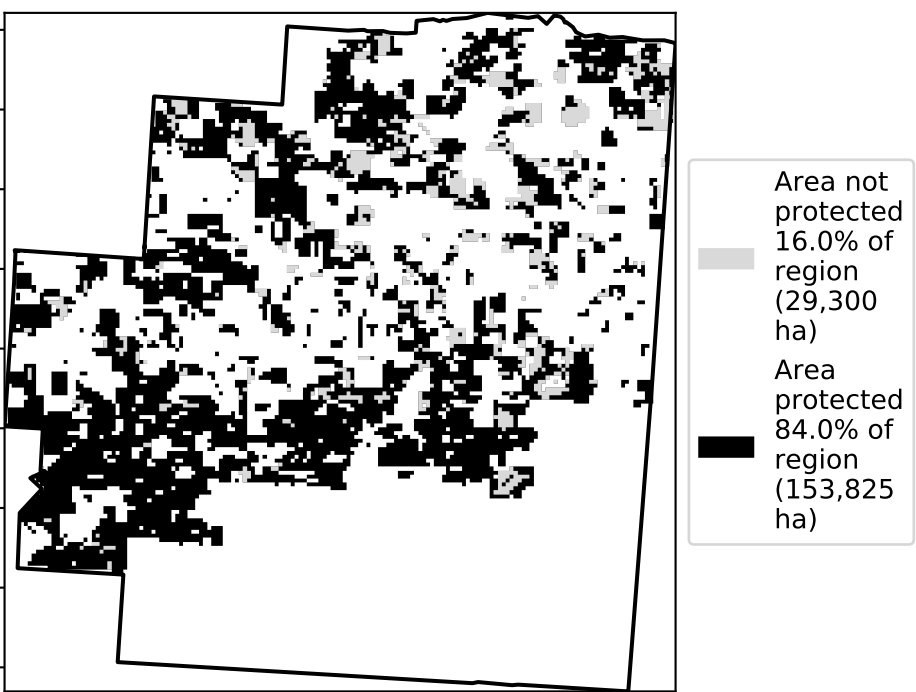 Area not
protected
16.0% of
region
(29,300
ha)
Area
protected
84.0% of
region
(153,825
ha)